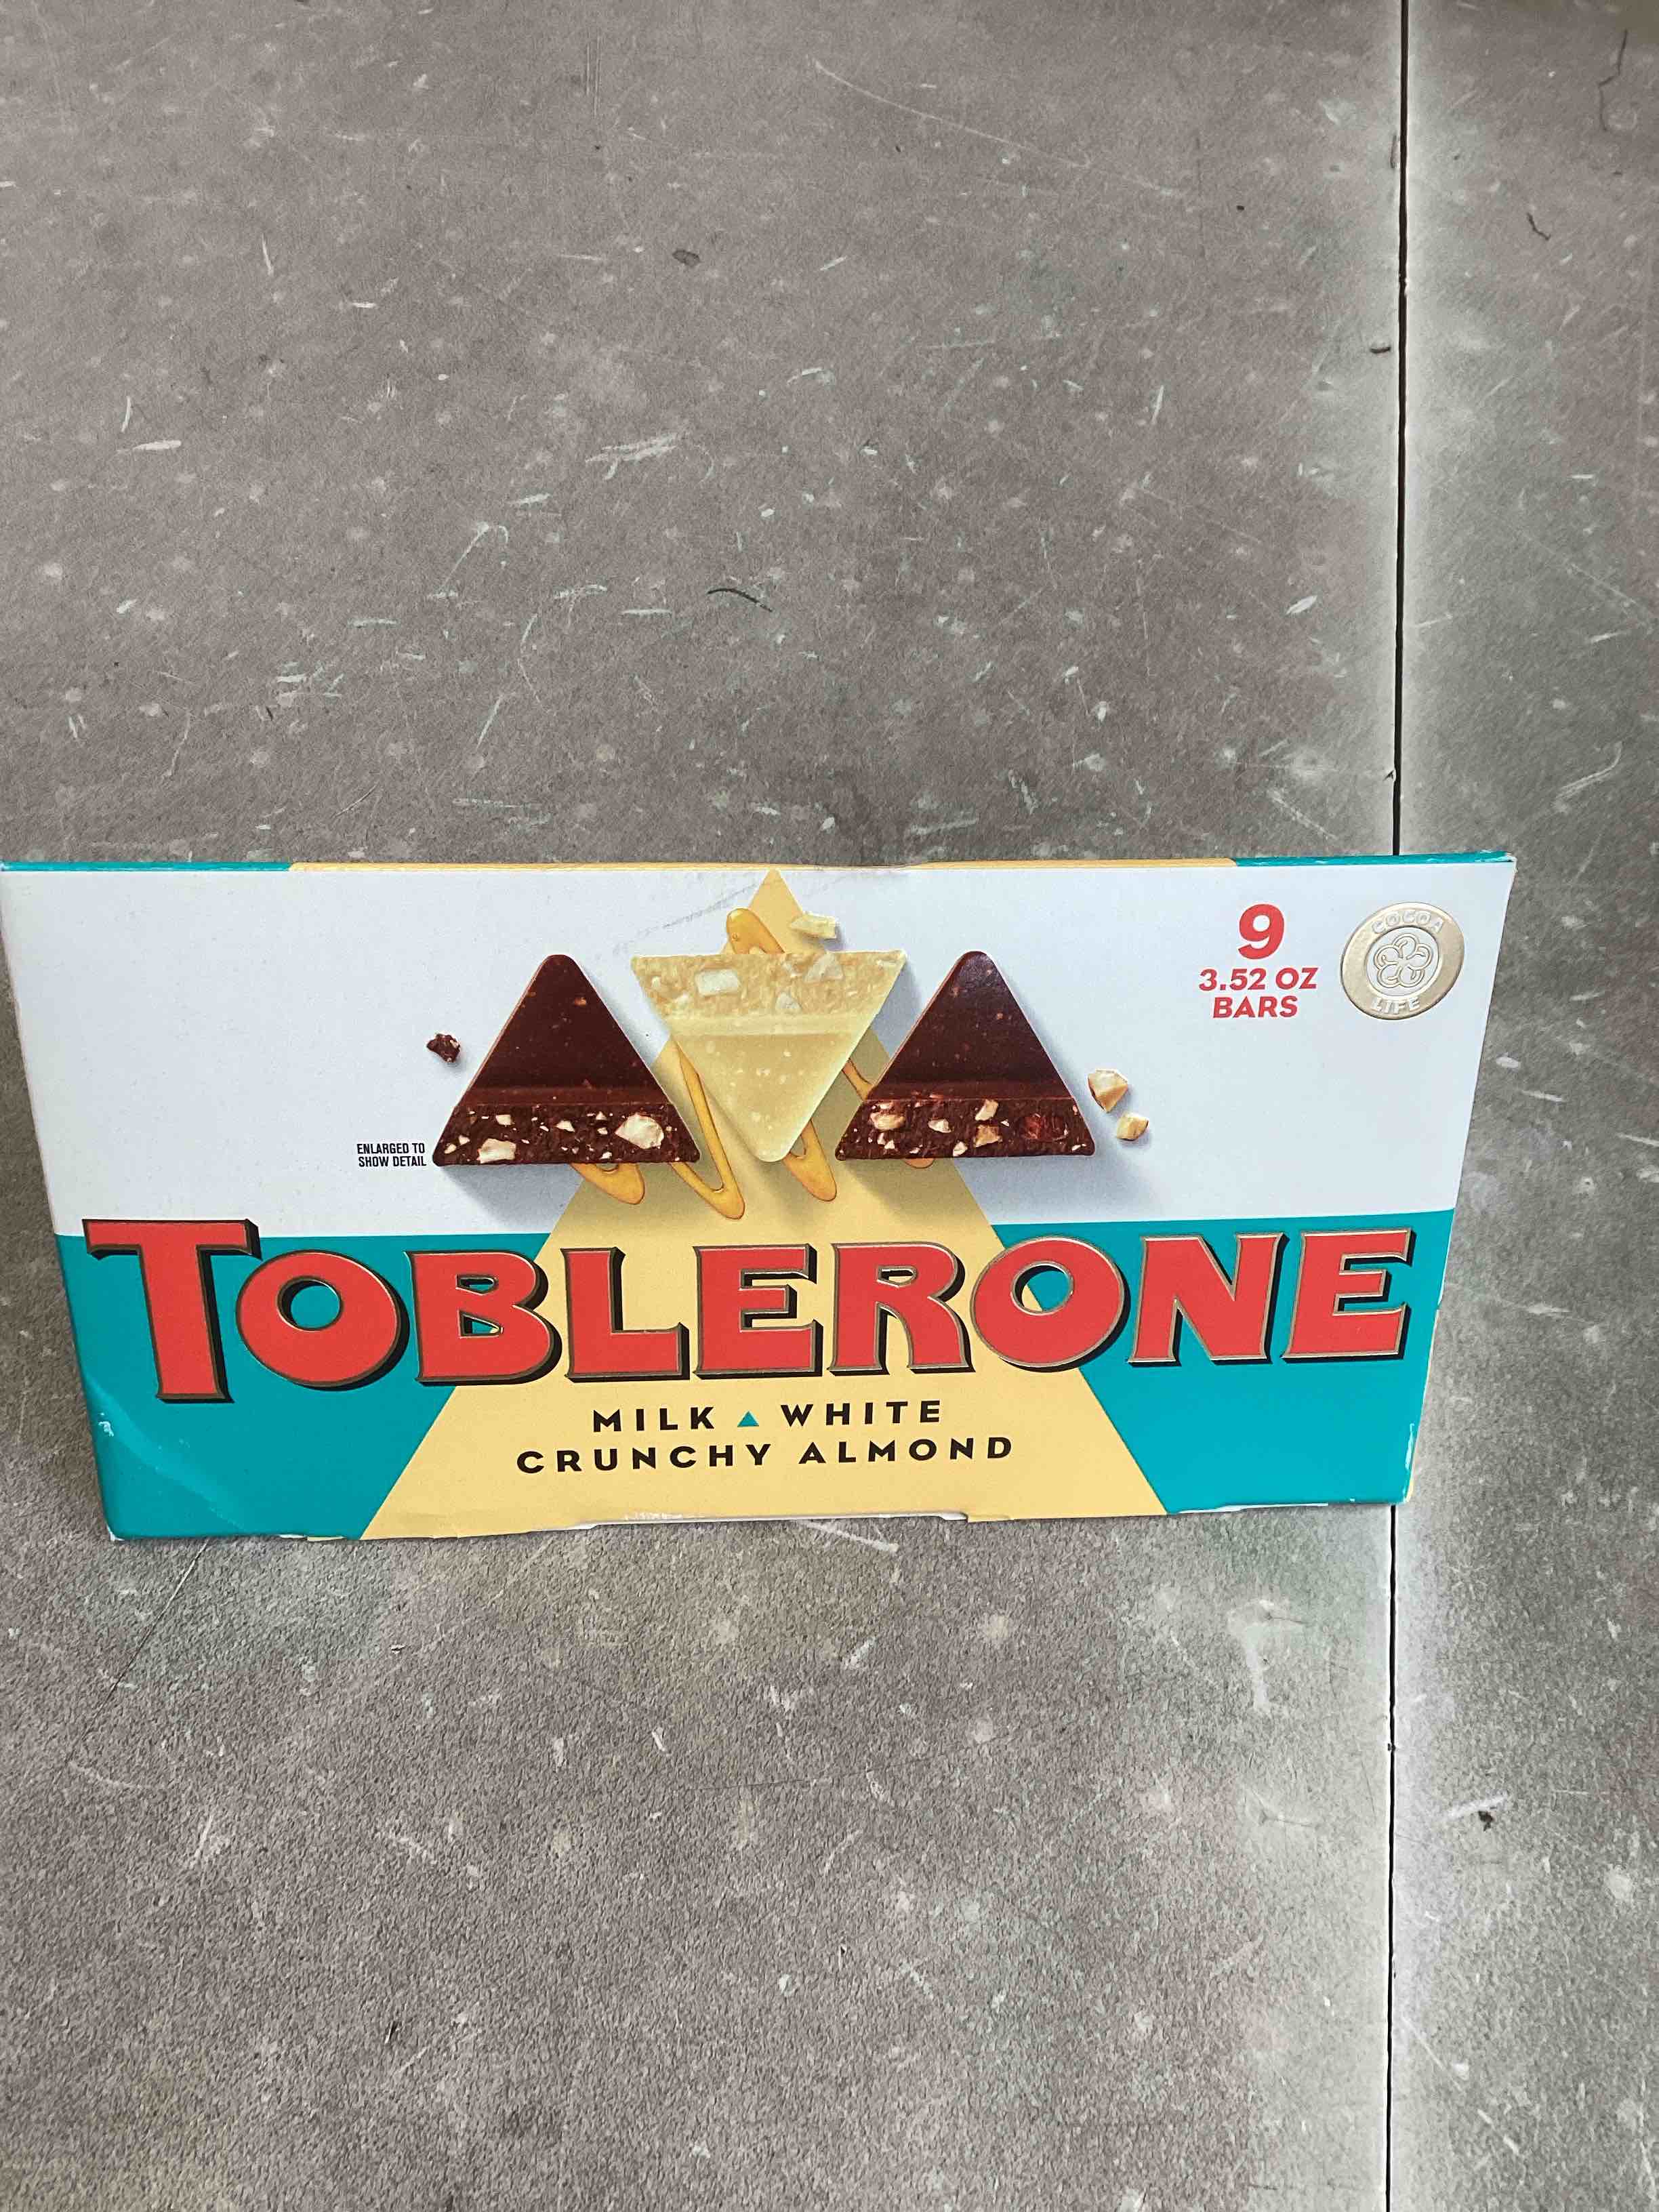 9
3.52 OZ
BARS
COCOA
LIFE
ENLARGED TO
SHOW DETAIL
TOBLERONE
MILK WHITE
CRUNCHY ALMOND